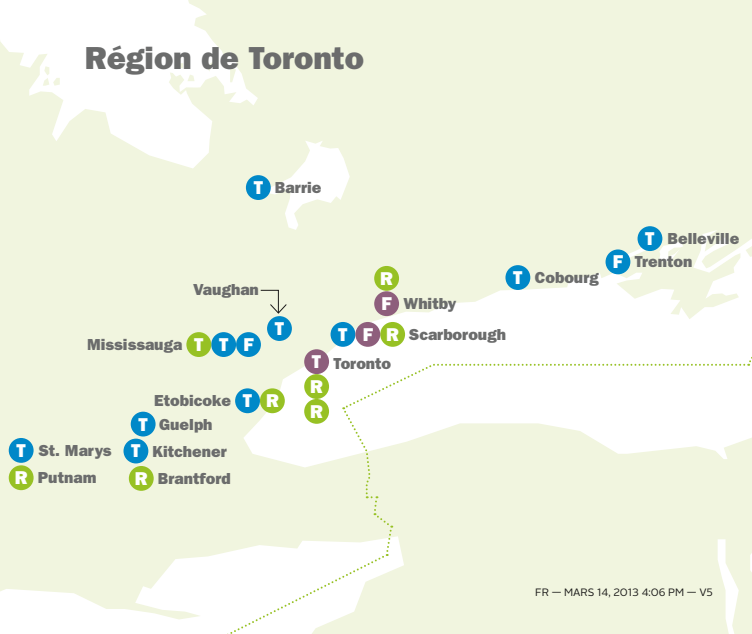 Région de Toronto
T Barrie
T Belleville
F Trenton
T Cobourg
R
F Whitby
Vaughan
T
T F R Scarborough
Mississauga T T F
T Toronto
R
R
Etobicoke T R
T Guelph
T St. Marys
T Kitchener
R Putnam
R Brantford
FR — MARS 14, 2013 4:06 PM — V5